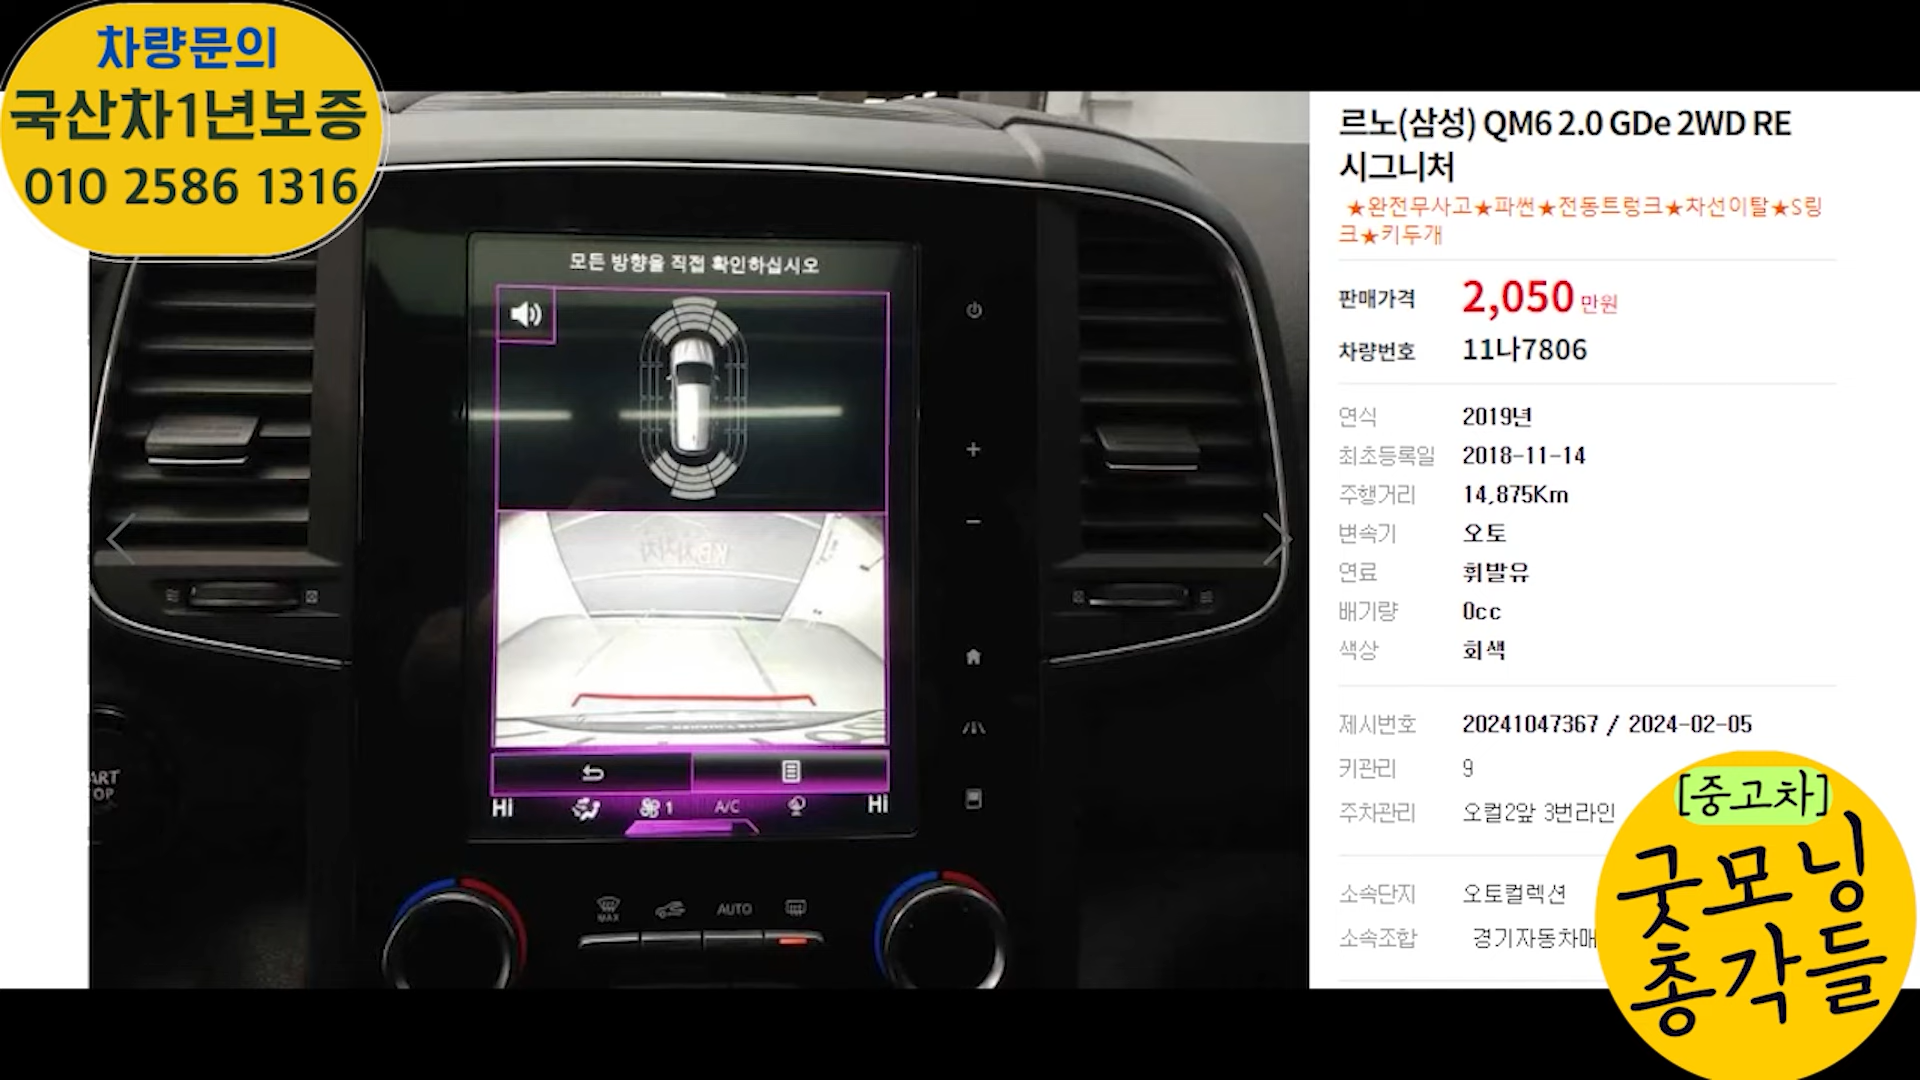 차량문의
국산차1년보증
010 2586 1316
모든 방향을 직접 확인하십시오
Hi
1
A/C
Hi
MAX
AUTO
르노(삼성) QM6 2.0 GDe 2WD RE
시그니처
★완전무사고★파썬★전동트렁크★차선이탈★S링
크★키두개
판매가격 2,050 만원
차량번호 11나7806
연식 2019년
최초등록일 2018-11-14
주행거리 14,875Km
변속기 오토
연료 휘발유
배기량 0cc
색상 회색
제시번호 20241047367 / 2024-02-05
키관리 9
주차관리 오컬2앞 3번라인
소속단지 오토컬렉션
소속조합 경기자동차매
[중고차]
굿모닝
총각들